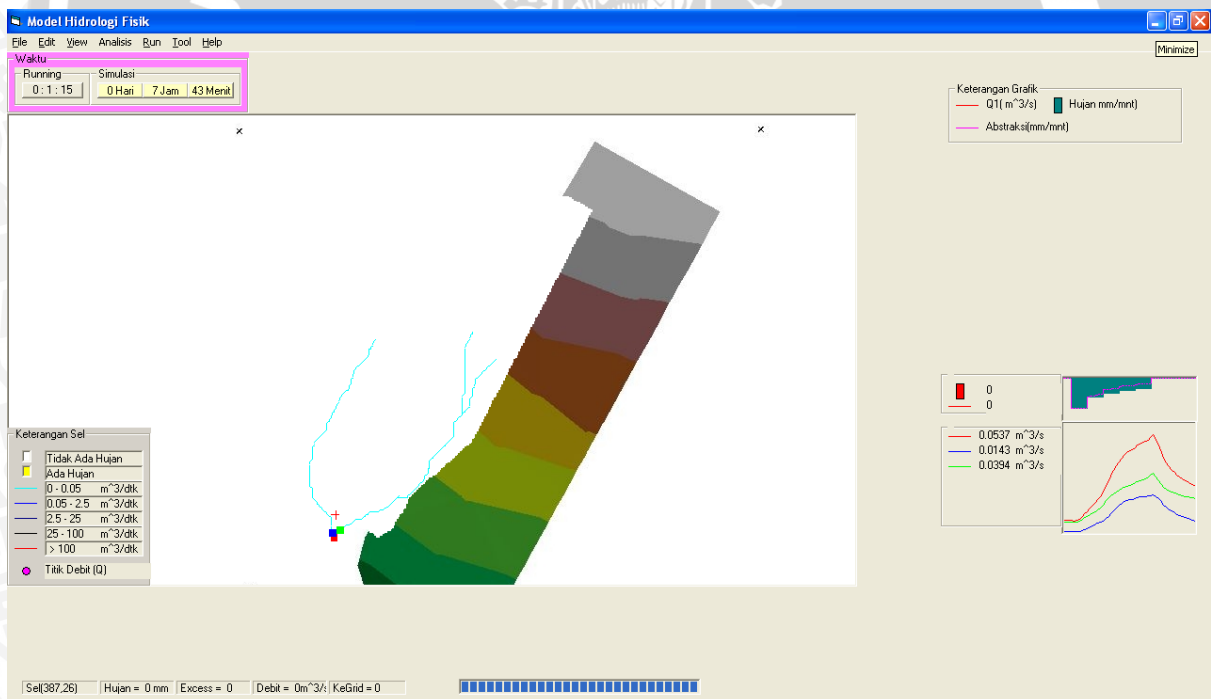 Model Hidrologi Fisik
File Edit View Analisis Run Tool Help
Minimize
Waktu
Running
0 : 1 : 15
Simulasi
0 Hari 7 Jam 43 Menit
Keterangan Grafik
Q1( m^3/s) Hujan mm/mnt)
Abstraksi(mm/mnt)
0
0
0.0537 m^3/s
0.0143 m^3/s
0.0394 m^3/s
Keterangan Sel
Tidak Ada Hujan
Ada Hujan
0 - 0.05 m^3/dtk
0.05 - 2.5 m^3/dtk
2.5 - 25 m^3/dtk
25 - 100 m^3/dtk
> 100 m^3/dtk
Titik Debit (Q)
Sel(387,26) Hujan = 0 mm Excess = 0 Debit = 0m^3/s KeGrid = 0